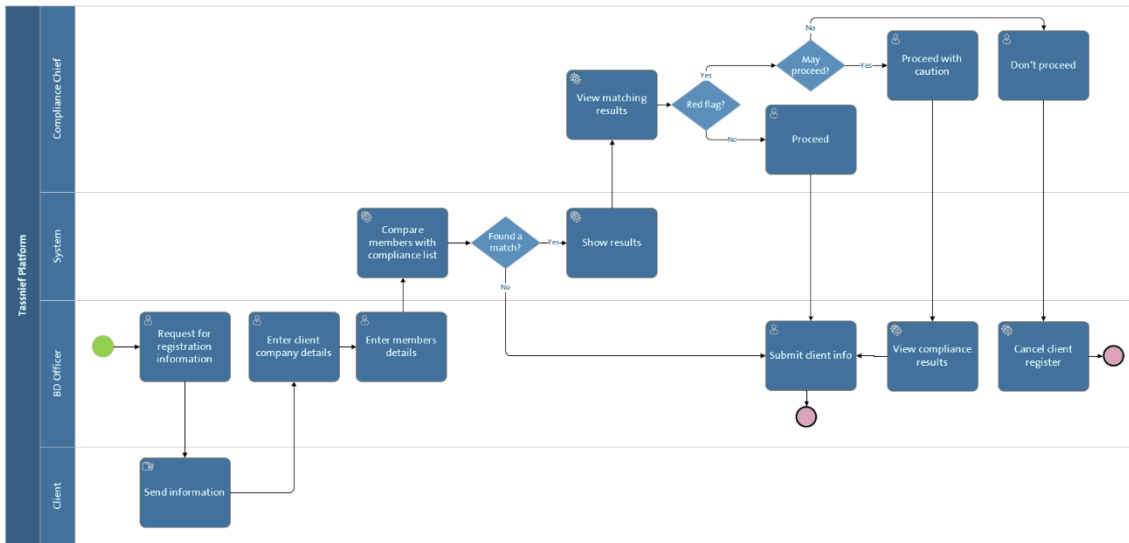 Tassnief Platform
Compliance Chief
No
May
proceed?
Yes
Proceed with
caution
Don't proceed
View matching
results
Yes
Red flag?
No
Proceed
System
Compare
members with
compliance list
Found a
match?
Yes
No
Show results
BD Officer
Request for
registration
information
Enter client
company details
Enter members
details
Submit client info
View compliance
results
Cancel client
register
Client
Send information